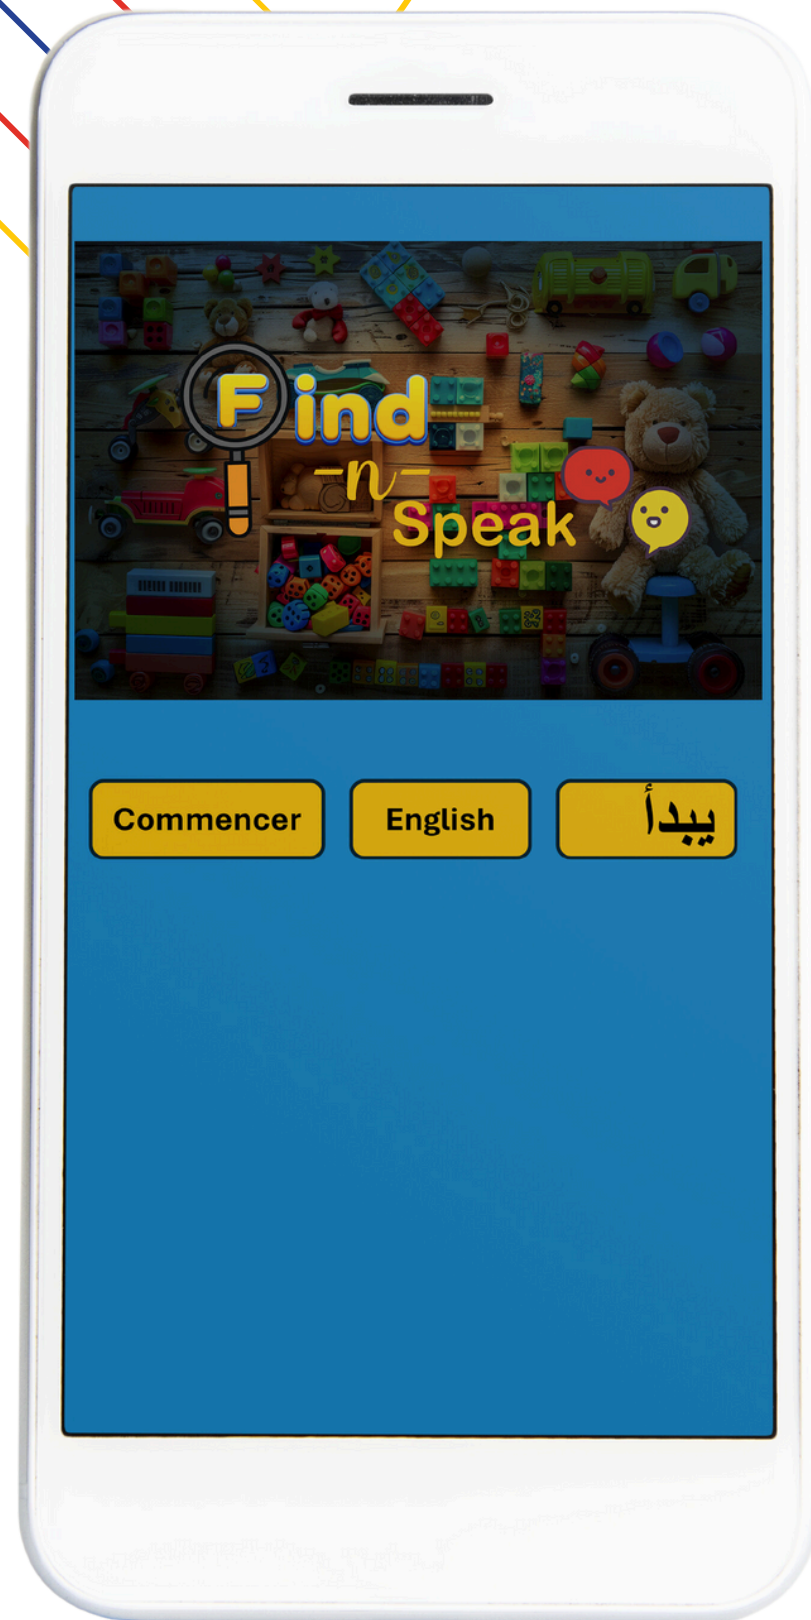 Find
-n-
Speak
Commencer
English
يبدأ